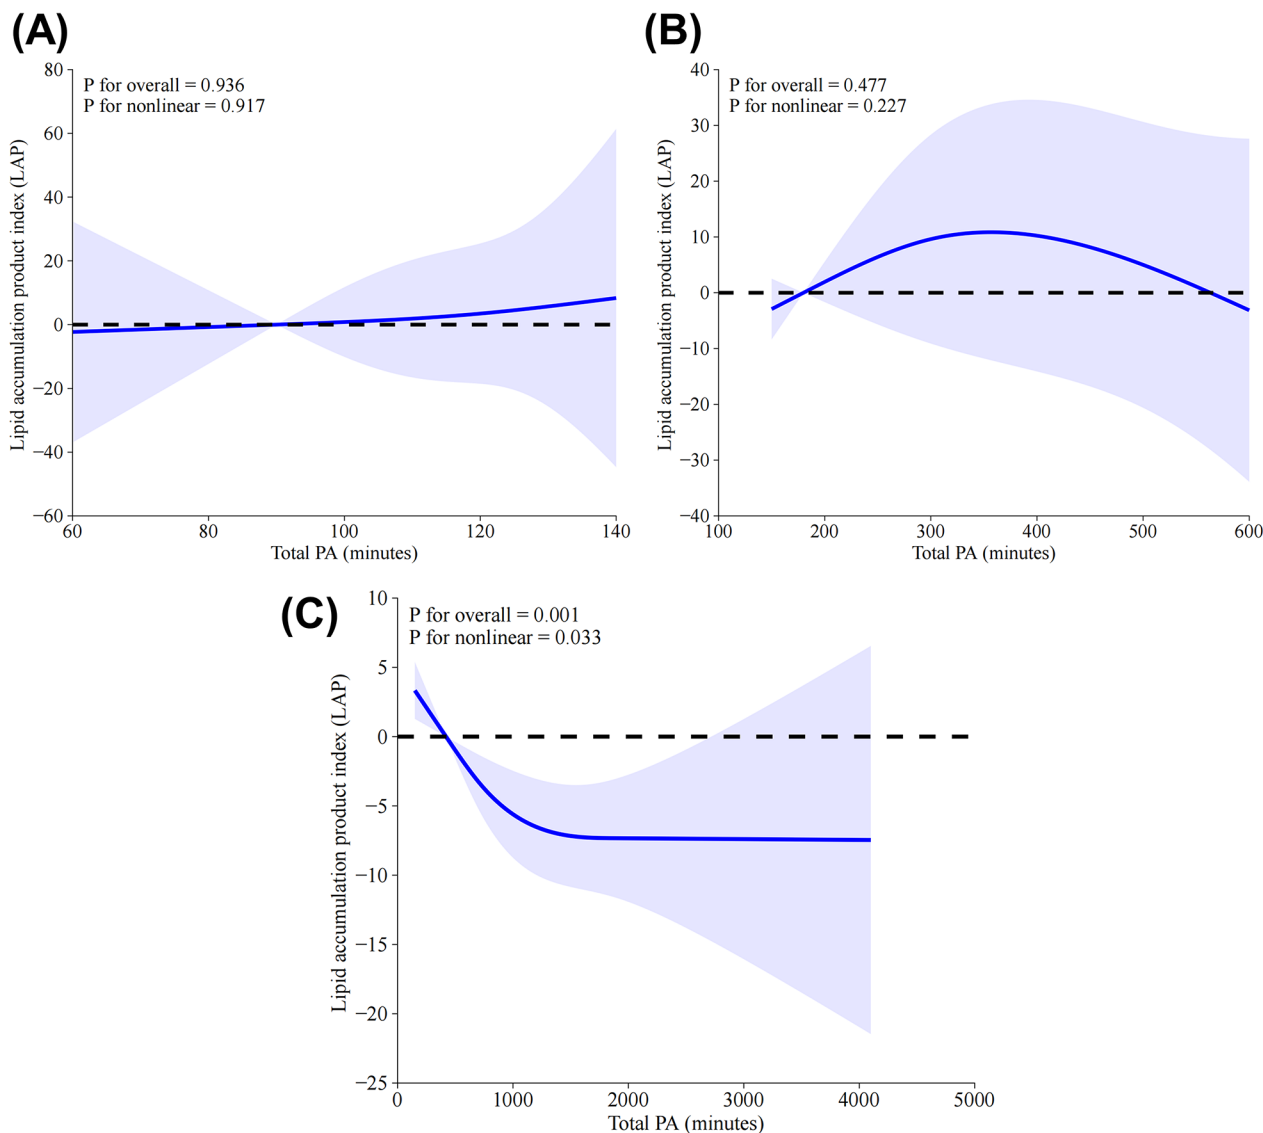 (A)
P for overall = 0.936
P for nonlinear = 0.917
Lipid accumulation product index (LAP)
80
60
40
20
0
−20
−40
−60
60
80
100
120
140
Total PA (minutes)
(B)
P for overall = 0.477
P for nonlinear = 0.227
Lipid accumulation product index (LAP)
40
30
20
10
0
−10
−20
−30
−40
100
200
300
400
500
600
Total PA (minutes)
(C)
P for overall = 0.001
P for nonlinear = 0.033
Lipid accumulation product index (LAP)
10
5
0
−5
−10
−15
−20
−25
0
1000
2000
3000
4000
5000
Total PA (minutes)